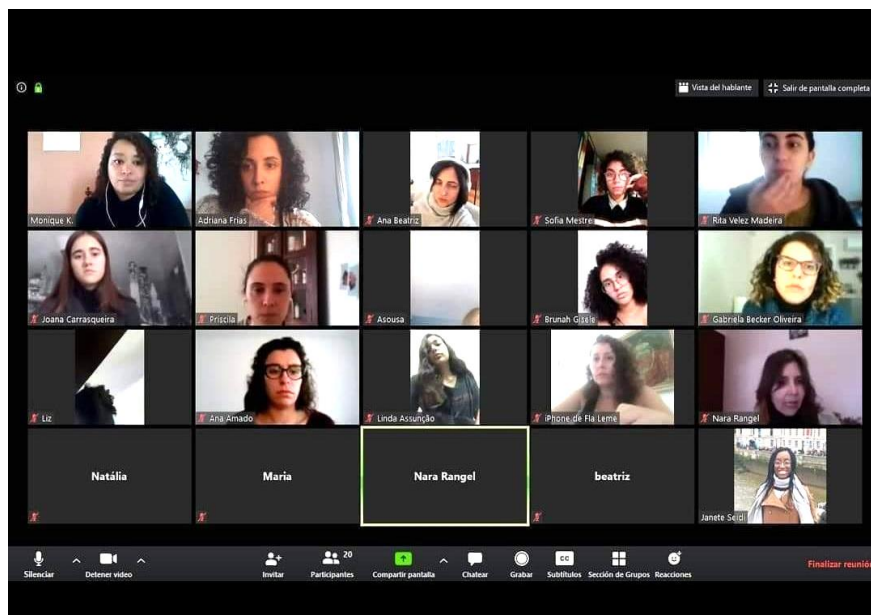 Vista del hablante
Salir de pantalla completa
Monique K.
Adriana Frias
Ana Beatriz
Sofia Mestre
Rita Velez Madeira
Joana Carrasqueira
Priscila
Asousa
Brunah Gisele
Gabriela Becker Oliveira
Liz
Ana Amado
Linda Assunção
iPhone de Fla Leme
Nara Rangel
Natália
Maria
Nara Rangel
beatriz
Janete Seidi
20
CC
Silenciar
Detener video
Invitar
Participantes
Compartir pantalla
Chatear
Grabar
Subtítulos
Sección de Grupos
Reacciones
Finalizar reunión